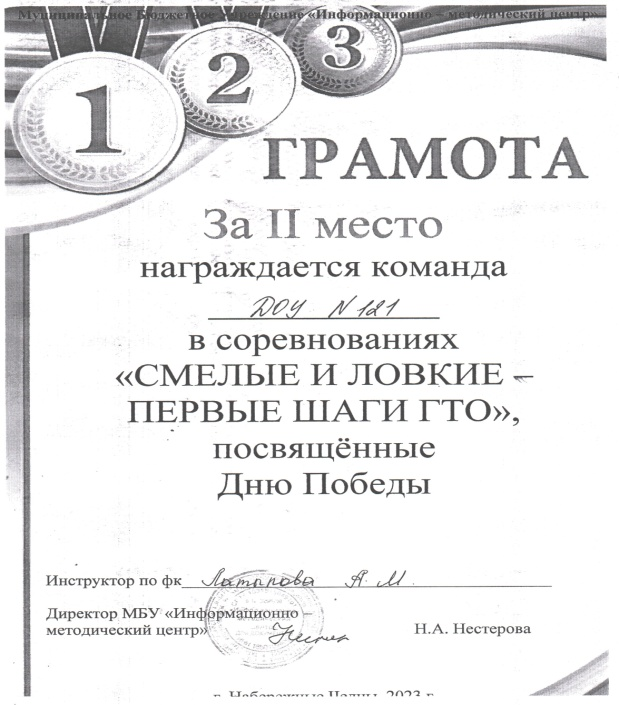 Муниципальное Бюджетное Учреждение «Информационно – методический центр»
1 2 3
ГРАМОТА
За II место
награждается команда
ДОУ N 121
в соревнованиях
«СМЕЛЫЕ И ЛОВКИЕ –
ПЕРВЫЕ ШАГИ ГТО»,
посвящённые
Дню Победы
Инструктор по фк Латыпова А. М.
Директор МБУ «Информационно –
методический центр» Н.А. Нестерова
г. Набережные Челны, 2023 г.